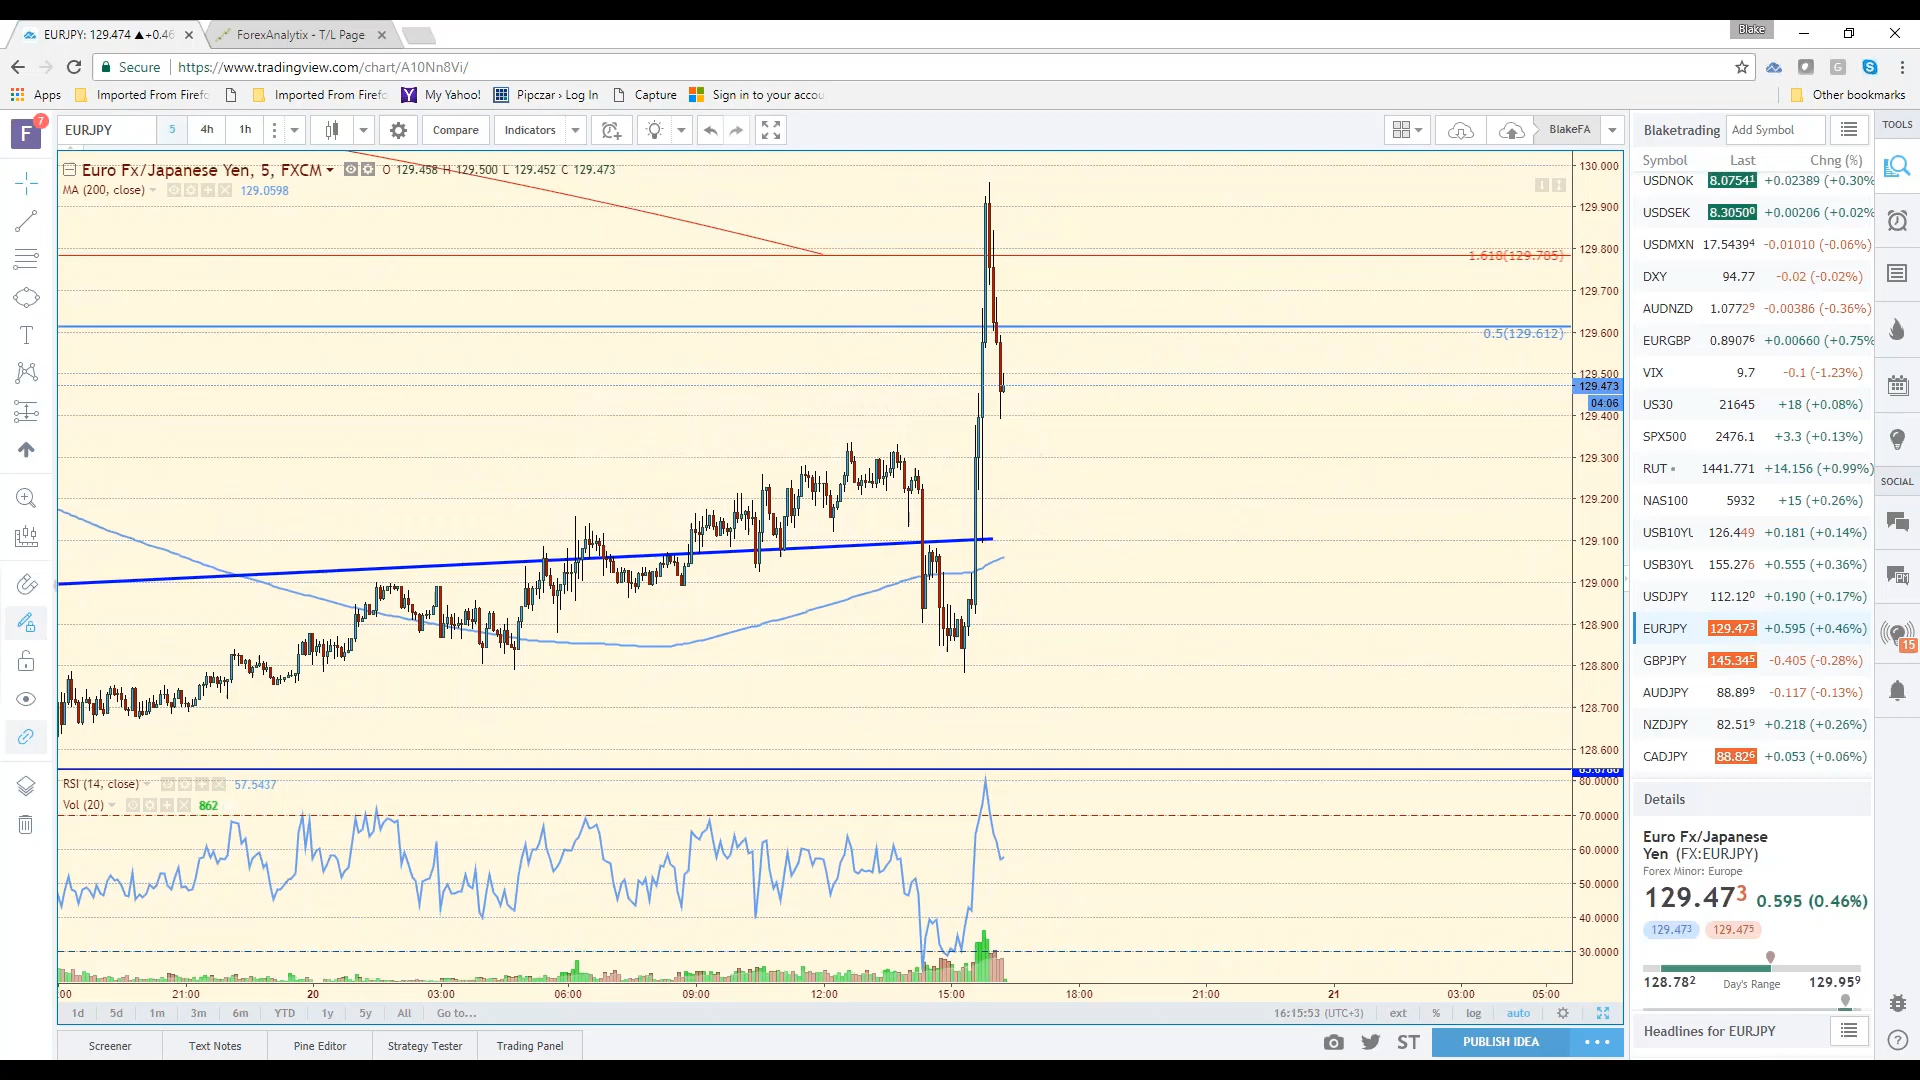 Blake
EURJPY: 129.474 ▲+0.46
ForexAnalytix - T/L Page
Secure https://www.tradingview.com/chart/A10Nn8Vi/
Apps Imported From Firefo Imported From Firefo My Yahoo! Pipczar › Log In Capture Sign in to your accou Other bookmarks
F 7 EURJPY 5 4h 1h Compare Indicators BlakeFA
Blaketrading Add Symbol TOOLS
Euro Fx/Japanese Yen, 5, FXCM O 129.458 H 129.500 L 129.452 C 129.473
MA (200, close) 129.0598
1.618(129.785)
0.5(129.612)
130.000
129.900
129.800
129.700
129.600
129.500
129.473
04:06
129.400
129.300
129.200
129.100
129.000
128.900
128.800
128.700
128.600
RSI (14, close) 57.5437
Vol (20) 862
80.0000
70.0000
60.0000
50.0000
40.0000
30.0000
:00 21:00 20 03:00 06:00 09:00 12:00 15:00 18:00 21:00 21 03:00 05:00
1d 5d 1m 3m 6m YTD 1y 5y All Go to... 16:15:53 (UTC+3) ext % log auto
Screener Text Notes Pine Editor Strategy Tester Trading Panel ST PUBLISH IDEA
Symbol Last Chng (%)
USDNOK 8.07541 +0.02389 (+0.30%
USDSEK 8.30500 +0.00206 (+0.02%
USDMXN 17.54394 -0.01010 (-0.06%)
DXY 94.77 -0.02 (-0.02%)
AUDNZD 1.07729 -0.00386 (-0.36%)
EURGBP 0.89076 +0.00660 (+0.75%
VIX 9.7 -0.1 (-1.23%)
US30 21645 +18 (+0.08%)
SPX500 2476.1 +3.3 (+0.13%)
RUT 1441.771 +14.156 (+0.99%)
NAS100 5932 +15 (+0.26%)
USB10YU 126.449 +0.181 (+0.14%)
USB30YU 155.276 +0.555 (+0.36%)
USDJPY 112.120 +0.190 (+0.17%)
EURJPY 129.473 +0.595 (+0.46%)
GBPJPY 145.345 -0.405 (-0.28%)
AUDJPY 88.899 -0.117 (-0.13%)
NZDJPY 82.519 +0.218 (+0.26%)
CADJPY 88.826 +0.053 (+0.06%)
SOCIAL
PM
15
Details
Euro Fx/Japanese
Yen (FX:EURJPY)
Forex Minor: Europe
129.473 0.595 (0.46%)
129.473 129.475
128.782 Day's Range 129.959
Headlines for EURJPY